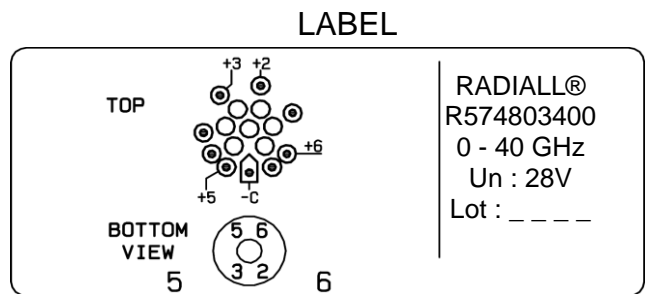 LABEL
+3 +2
TOP
+6
+5 -C
BOTTOM
VIEW
5 6
3 2
5 6
RADIALL®
R574803400
0 - 40 GHz
Un : 28V
Lot : _ _ _ _